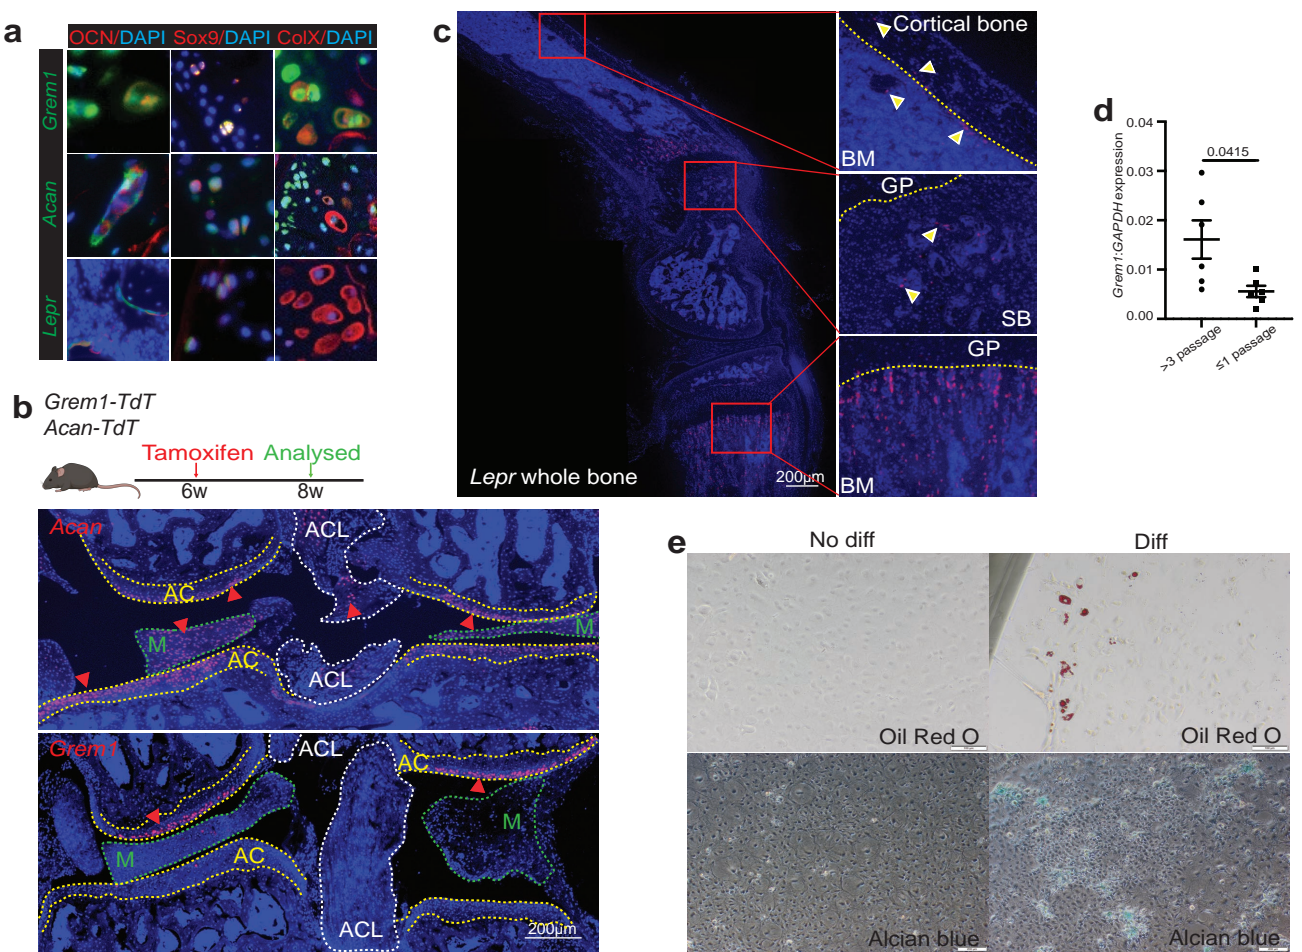 a
OCN/DAPI Sox9/DAPI ColX/DAPI
Grem1
Acan
Lepr
b
Grem1-TdT
Acan-TdT
Tamoxifen Analysed
6w 8w
Acan
ACL
AC
M
M
AC
ACL
Grem1
ACL
AC
M
M
AC
ACL
200µm
c
Cortical bone
BM
GP
SB
GP
BM
Lepr whole bone
200µm
d
0.04
0.0415
0.03
0.02
0.01
0.00
Grem1:GAPDH expression
>3 passage
≤1 passage
e
No diff Diff
Oil Red O Oil Red O
Alcian blue Alcian blue